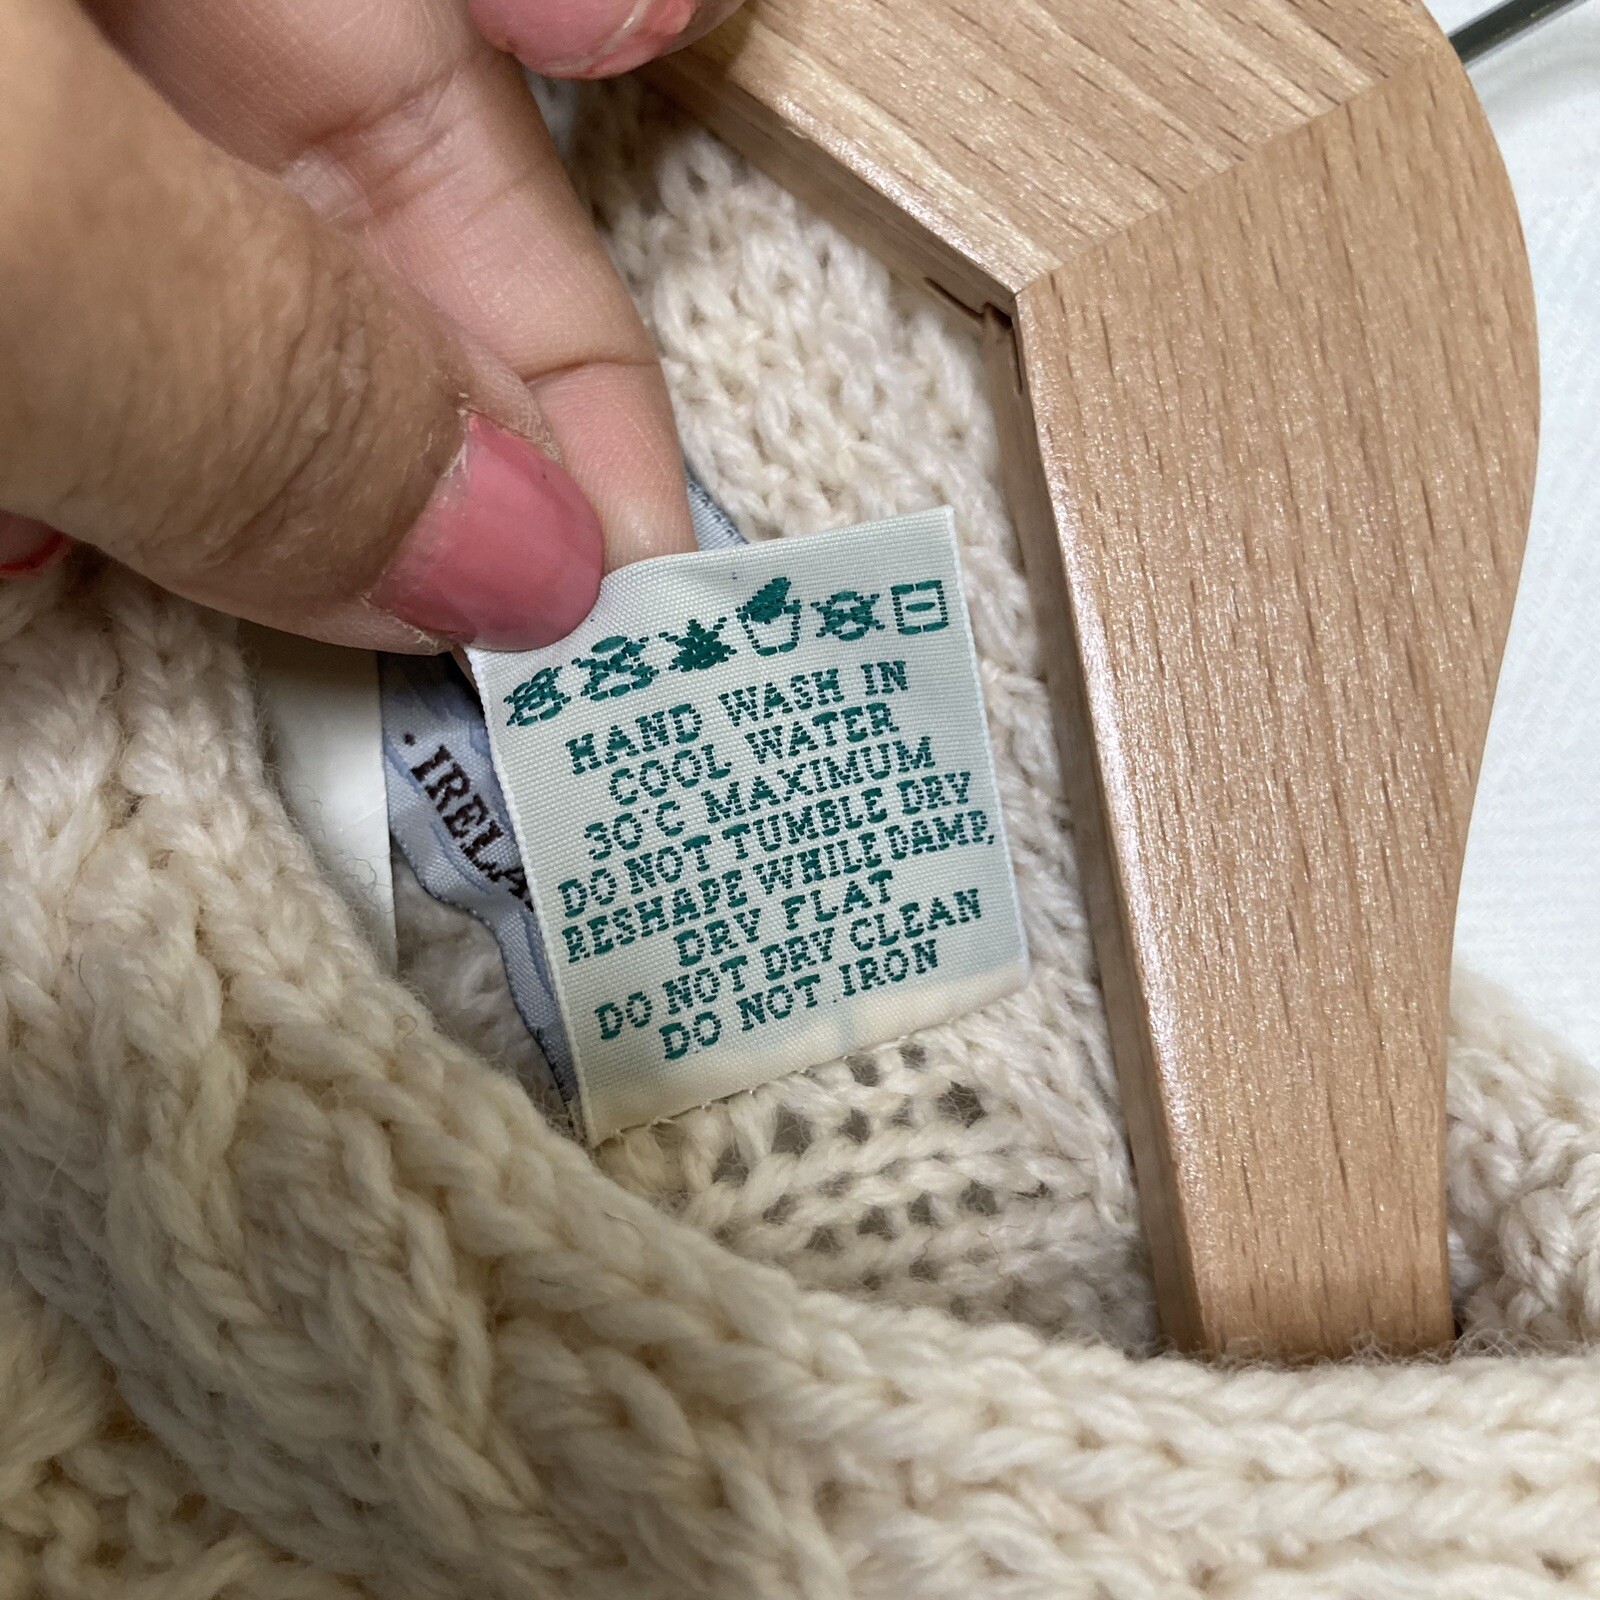 HAND WASH IN
COOL WATER
30°C MAXIMUM
DO NOT TUMBLE DRY
RESHAPE WHILE DAMP,
DRY FLAT
DO NOT DRY CLEAN
DO NOT IRON
· IRELA